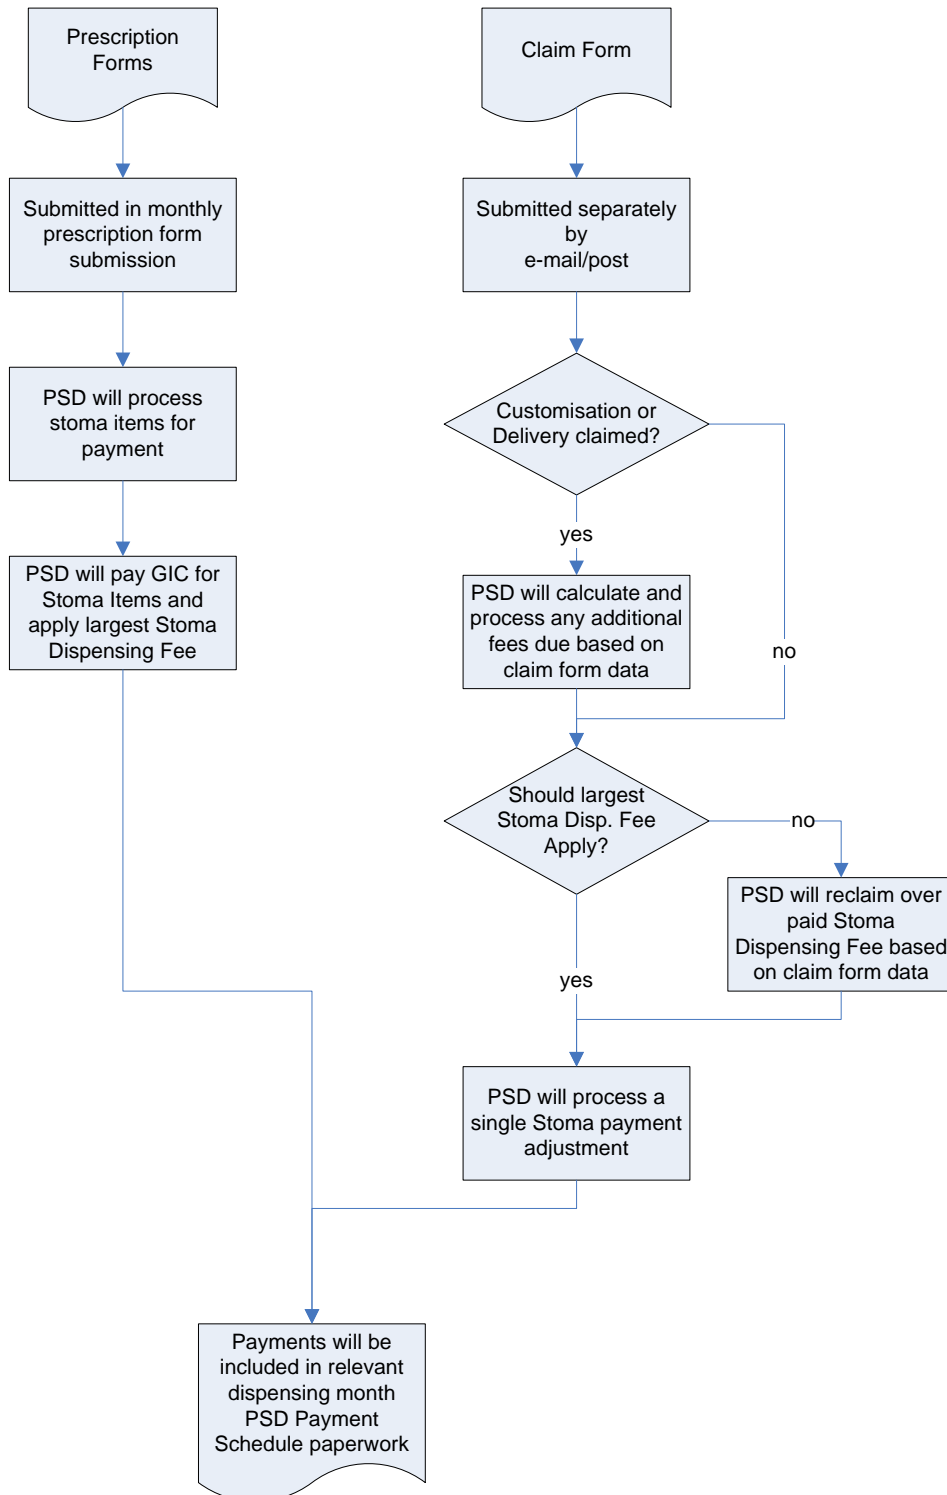 Prescription
Forms
Submitted in monthly
prescription form
submission
PSD will process
stoma items for
payment
PSD will pay GIC for
Stoma Items and
apply largest Stoma
Dispensing Fee
Claim Form
Submitted separately
by
e-mail/post
Customisation or
Delivery claimed?
yes
no
PSD will calculate and
process any additional
fees due based on
claim form data
Should largest
Stoma Disp. Fee
Apply?
no
yes
PSD will reclaim over
paid Stoma
Dispensing Fee based
on claim form data
PSD will process a
single Stoma payment
adjustment
Payments will be
included in relevant
dispensing month
PSD Payment
Schedule paperwork